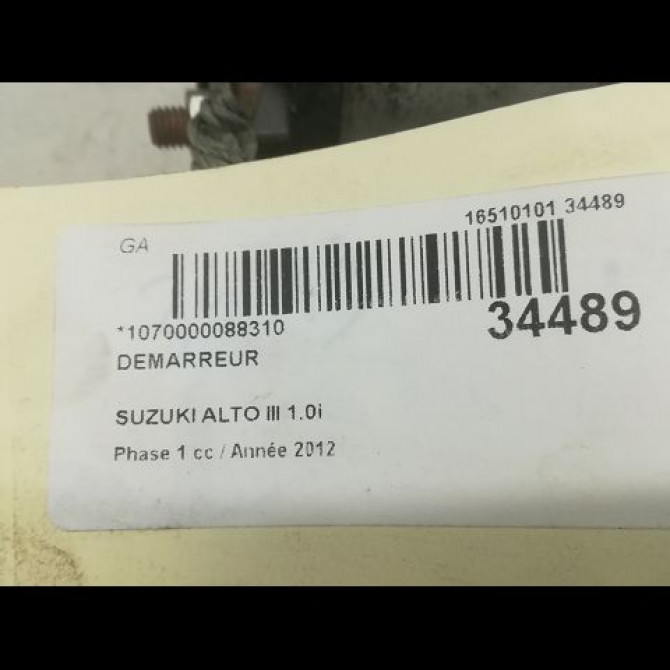 GA
16510101 34489
*1070000088310
34489
DEMARREUR
SUZUKI ALTO III 1.0i
Phase 1 cc / Année 2012